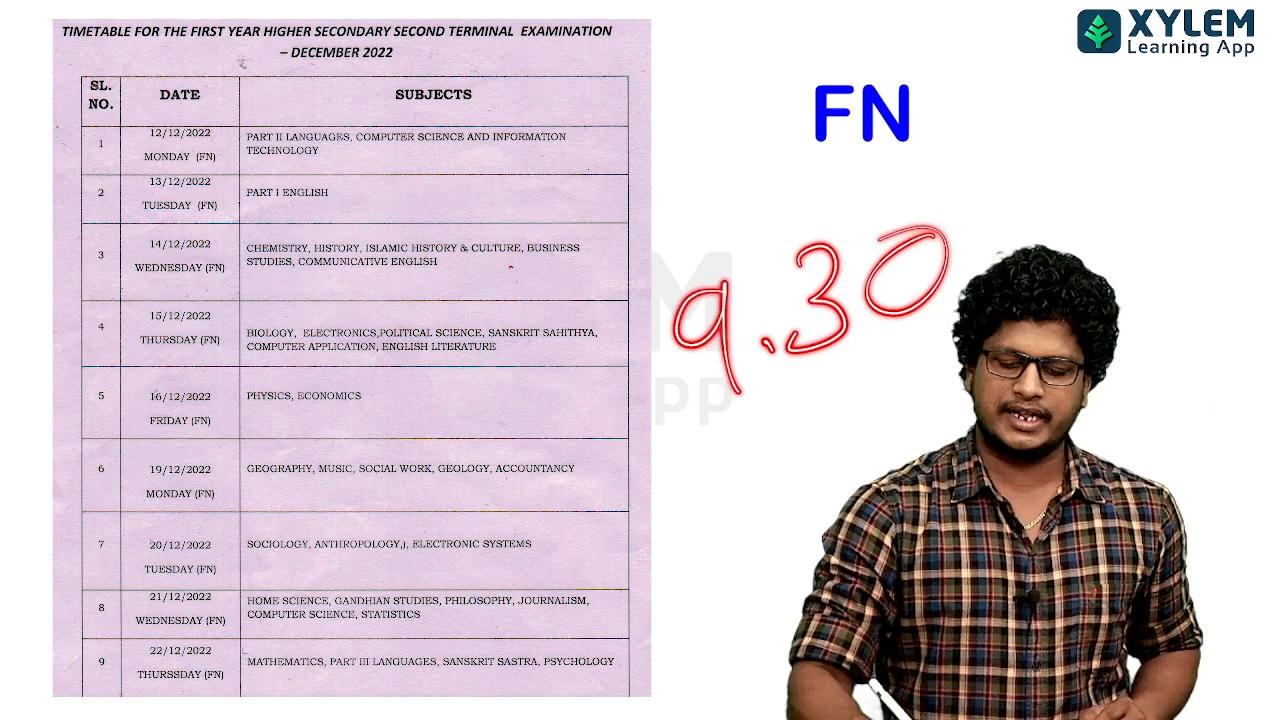 TIMETABLE FOR THE FIRST YEAR HIGHER SECONDARY SECOND TERMINAL EXAMINATION
– DECEMBER 2022
SL. NO. DATE SUBJECTS
1 12/12/2022 MONDAY (FN) PART II LANGUAGES, COMPUTER SCIENCE AND INFORMATION
TECHNOLOGY
2 13/12/2022 TUESDAY (FN) PART I ENGLISH
3 14/12/2022 WEDNESDAY (FN) CHEMISTRY, HISTORY, ISLAMIC HISTORY & CULTURE, BUSINESS
STUDIES, COMMUNICATIVE ENGLISH
4 15/12/2022 THURSDAY (FN) BIOLOGY, ELECTRONICS,POLITICAL SCIENCE, SANSKRIT SAHITHYA,
COMPUTER APPLICATION, ENGLISH LITERATURE
5 16/12/2022 FRIDAY (FN) PHYSICS, ECONOMICS
6 19/12/2022 MONDAY (FN) GEOGRAPHY, MUSIC, SOCIAL WORK, GEOLOGY, ACCOUNTANCY
7 20/12/2022 TUESDAY (FN) SOCIOLOGY, ANTHROPOLOGY,), ELECTRONIC SYSTEMS
8 21/12/2022 WEDNESDAY (FN) HOME SCIENCE, GANDHIAN STUDIES, PHILOSOPHY, JOURNALISM,
COMPUTER SCIENCE, STATISTICS
9 22/12/2022 THURSSDAY (FN) MATHEMATICS, PART III LANGUAGES, SANSKRIT SASTRA, PSYCHOLOGY
XYLEM
Learning App
FN
9.30
M
App